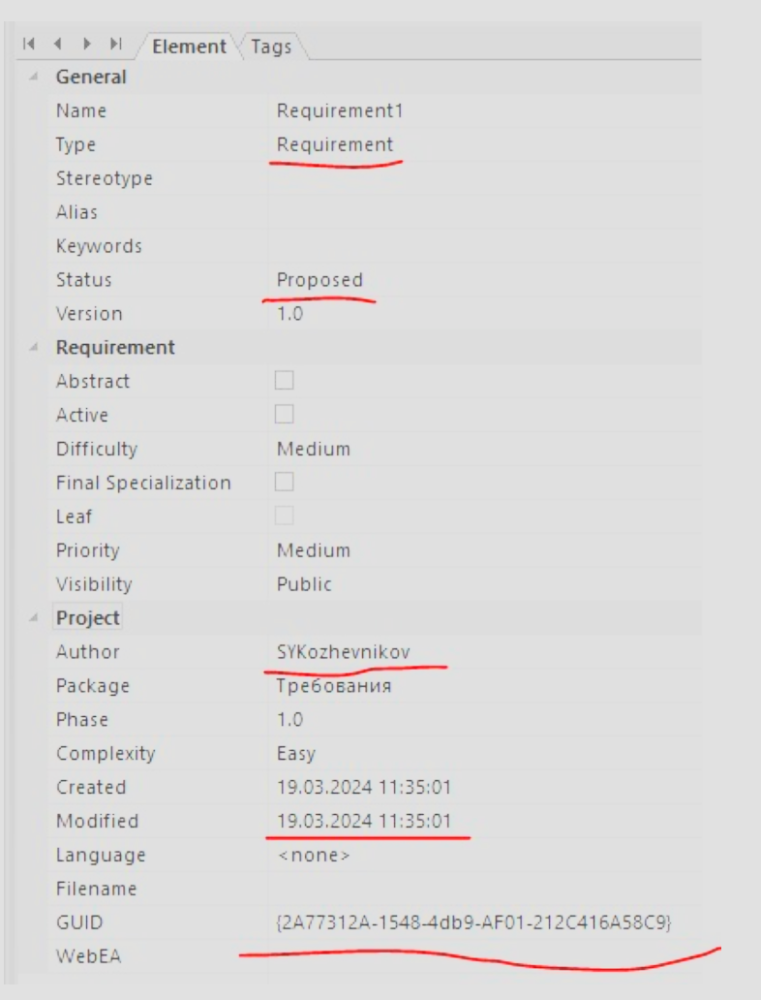 Element Tags
General
Name Requirement1
Type Requirement
Stereotype
Alias
Keywords
Status Proposed
Version 1.0
Requirement
Abstract
Active
Difficulty Medium
Final Specialization
Leaf
Priority Medium
Visibility Public
Project
Author SYKozhevnikov
Package Требования
Phase 1.0
Complexity Easy
Created 19.03.2024 11:35:01
Modified 19.03.2024 11:35:01
Language <none>
Filename
GUID {2A77312A-1548-4db9-AF01-212C416A58C9}
WebEA